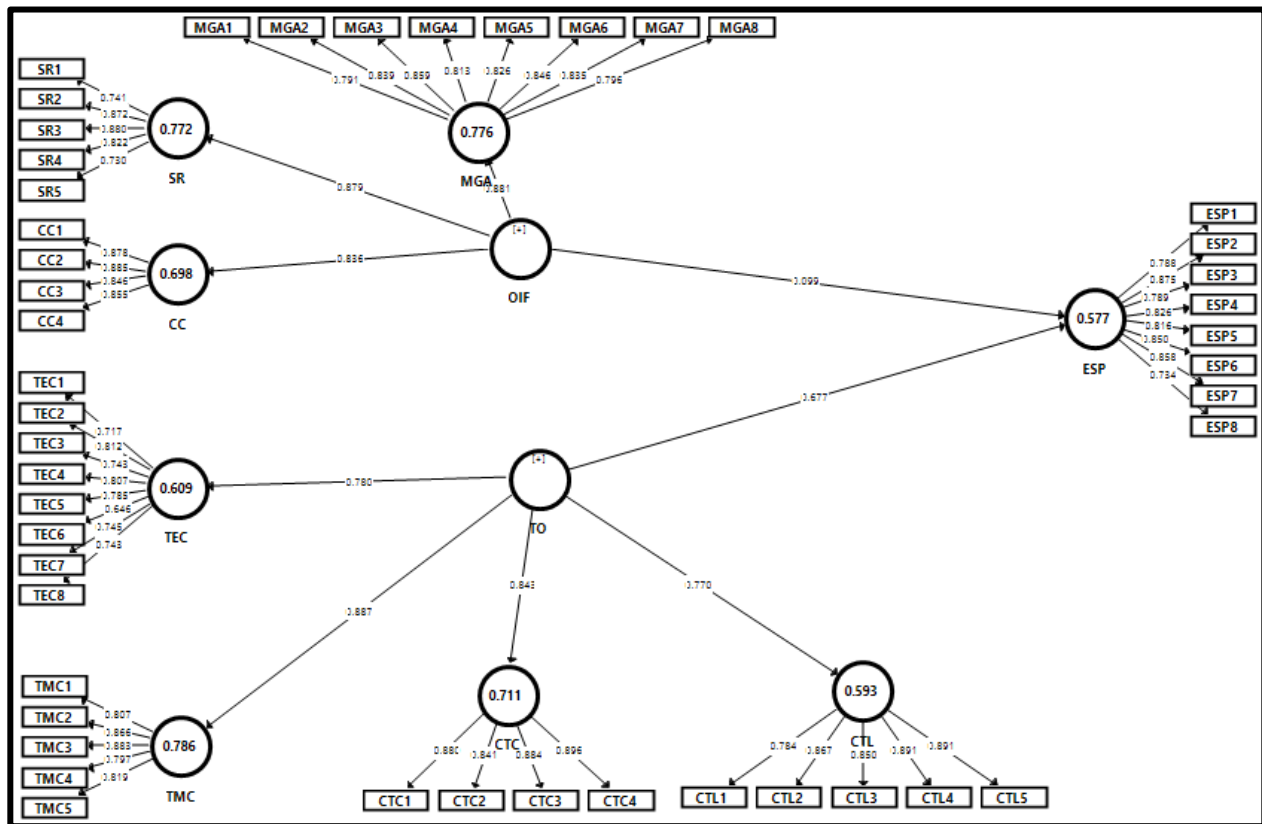 MGA1 MGA2 MGA3 MGA4 MGA5 MGA6 MGA7 MGA8
0.791 0.839 0.859 0.813 0.826 0.846 0.835 0.796
0.776
MGA
SR1
SR2
SR3
SR4
SR5
0.741
0.872
0.880
0.822
0.730
0.772
SR
0.879
0.881
CC1
CC2
CC3
CC4
0.878
0.885
0.846
0.855
0.698
CC
0.836
[+]
OIF
0.099
ESP1
ESP2
ESP3
ESP4
ESP5
ESP6
ESP7
ESP8
0.788
0.875
0.789
0.826
0.816
0.850
0.858
0.734
0.577
ESP
0.677
TEC1
TEC2
TEC3
TEC4
TEC5
TEC6
TEC7
TEC8
0.717
0.812
0.743
0.807
0.785
0.646
0.745
0.743
0.609
TEC
0.780
[+]
TO
0.887
0.843
0.770
TMC1
TMC2
TMC3
TMC4
TMC5
0.807
0.866
0.883
0.797
0.819
0.786
TMC
0.711
CTC
0.880 0.841 0.884 0.896
CTC1 CTC2 CTC3 CTC4
0.593
CTL
0.784 0.867 0.850 0.891 0.891
CTL1 CTL2 CTL3 CTL4 CTL5